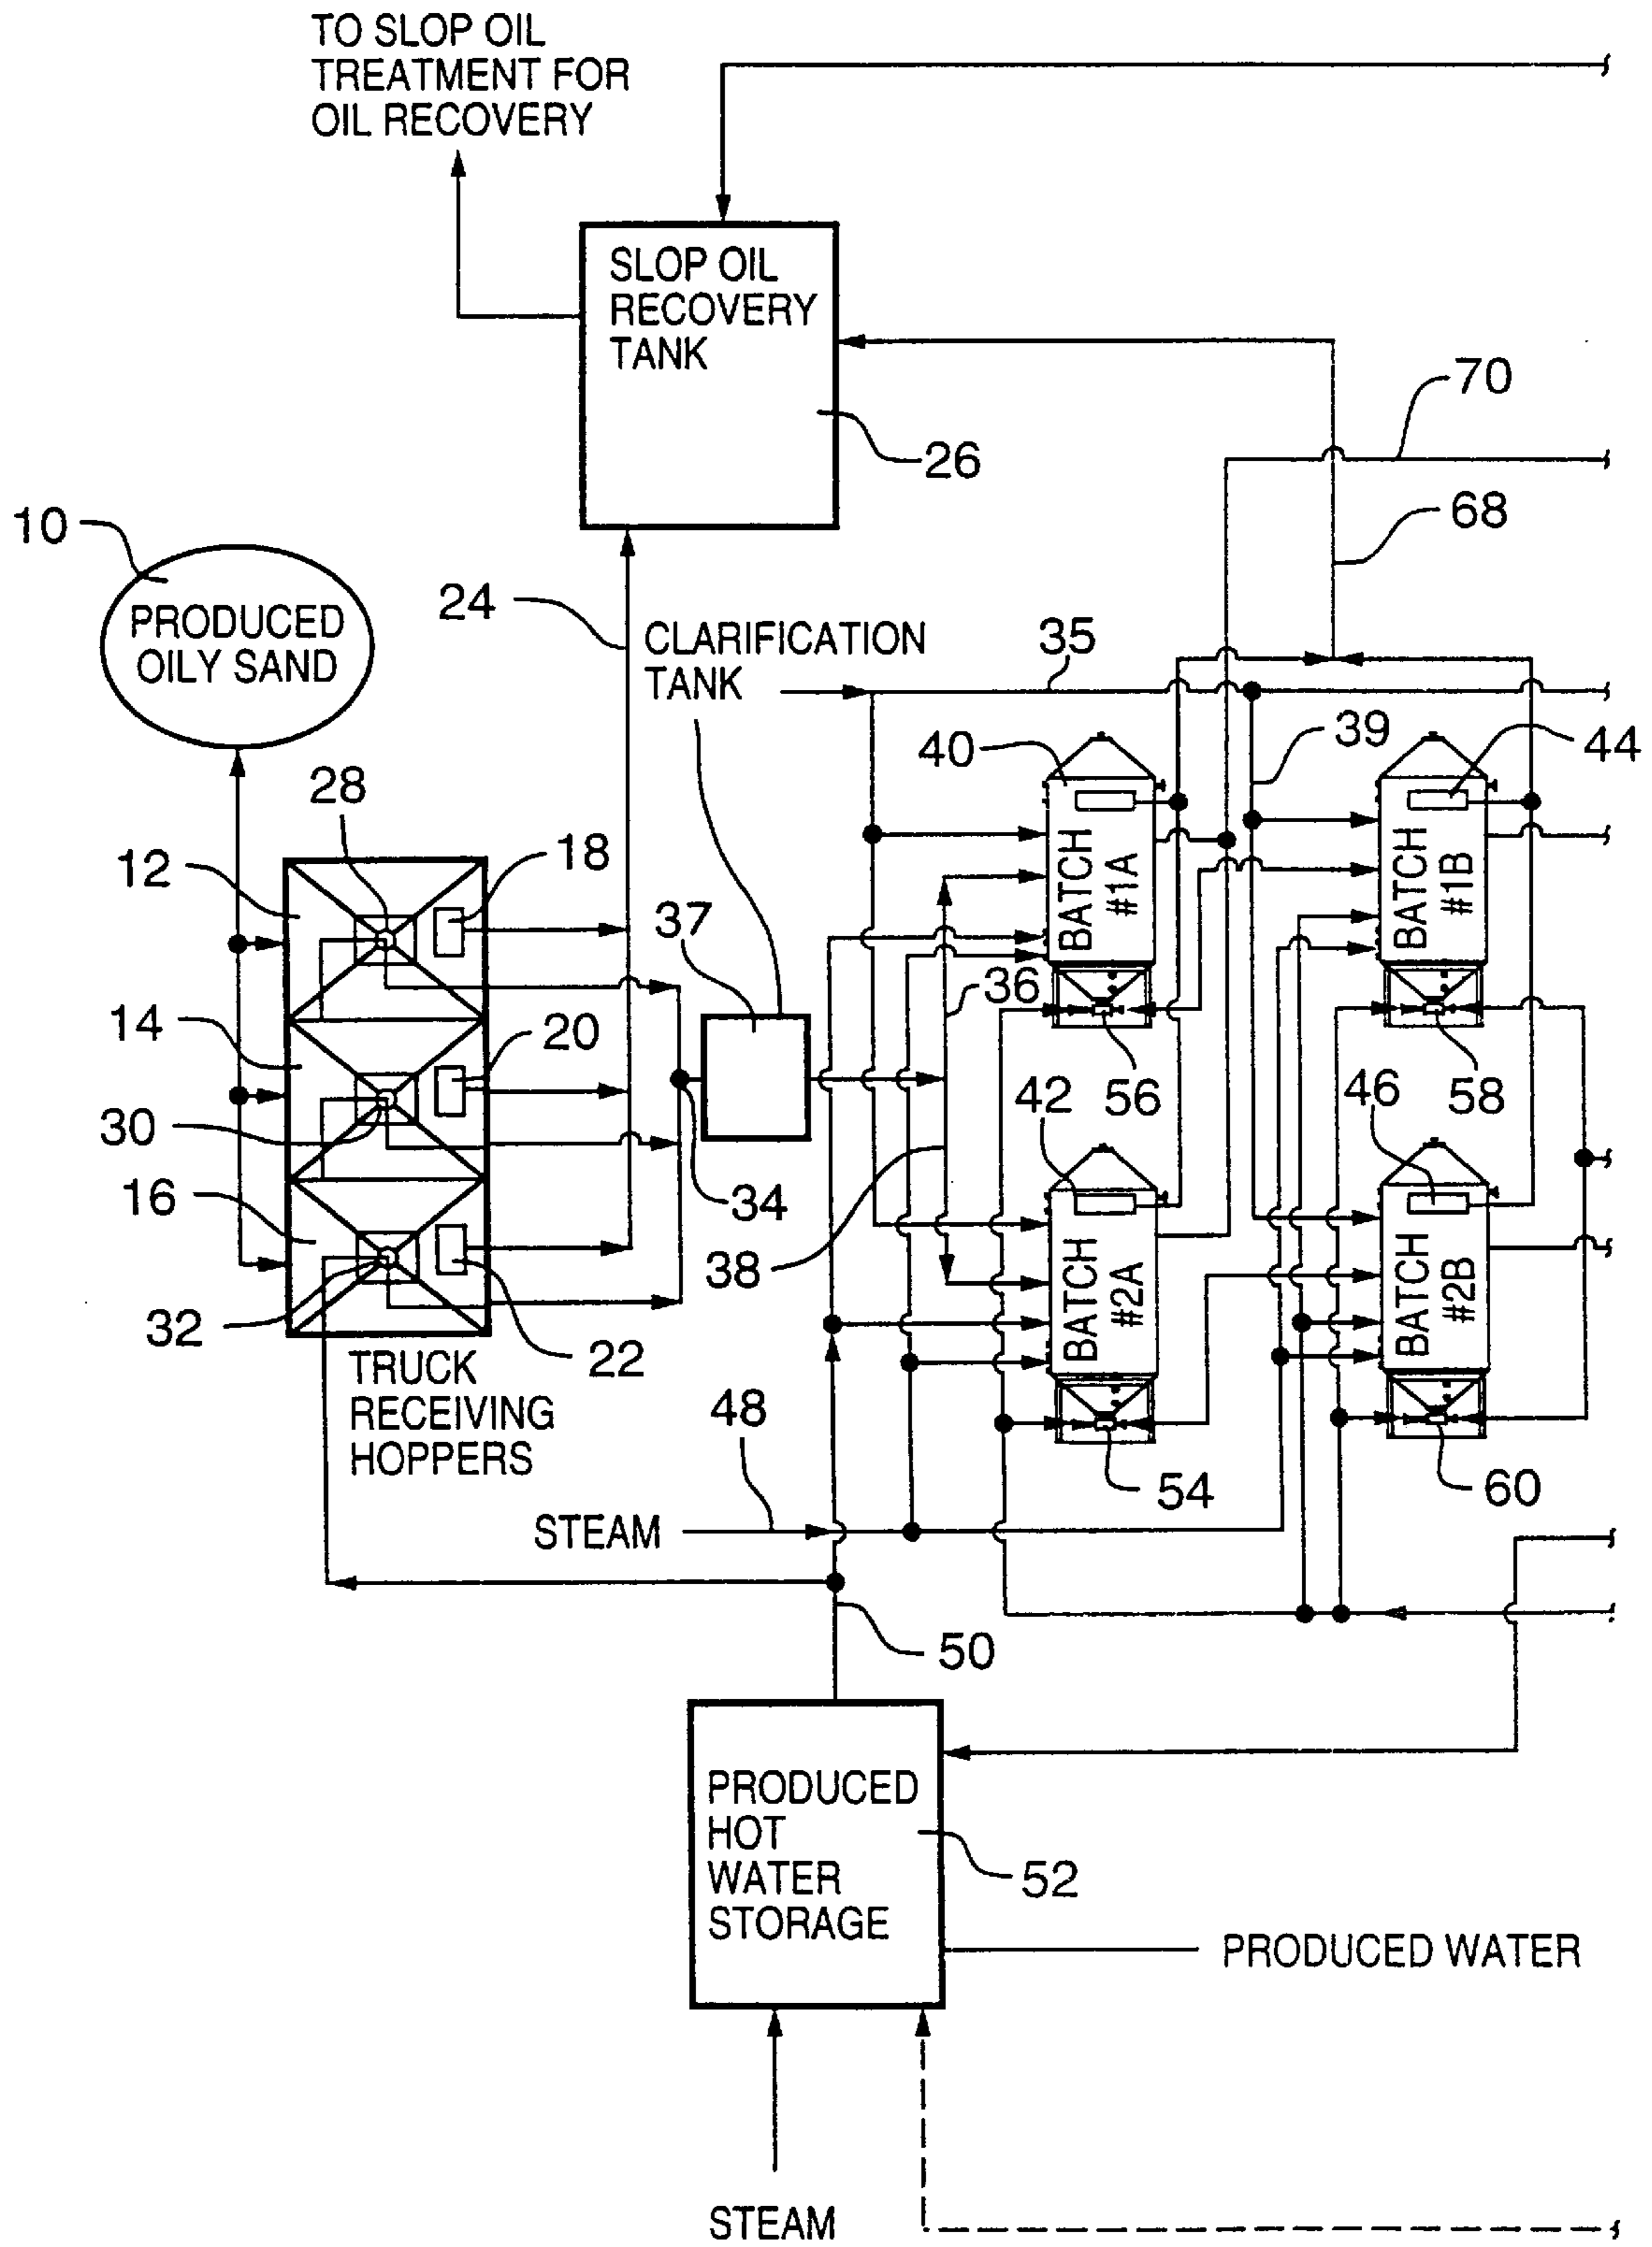 TO SLOP OIL
TREATMENT FOR
OIL RECOVERY
SLOP OIL
RECOVERY
TANK
70
26
68
10
PRODUCED
OILY SAND
24
CLARIFICATION
TANK
35
39
44
40
28
18
12
37
BATCH
#1A
BATCH
#1B
36
14
20
56
58
42
46
30
34
16
38
BATCH
#2A
BATCH
#2B
32
22
TRUCK
RECEIVING
HOPPERS
48
54
60
STEAM
50
PRODUCED
HOT
WATER
STORAGE
52
PRODUCED WATER
STEAM